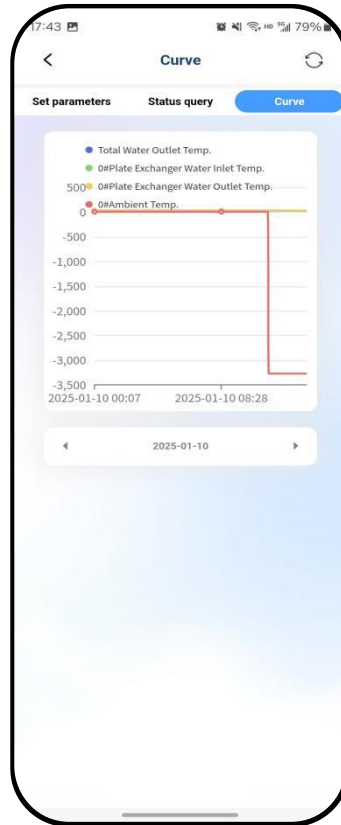 17:43 HD 5G 79%
Curve
Set parameters Status query Curve
Total Water Outlet Temp.
0#Plate Exchanger Water Inlet Temp.
500 0#Plate Exchanger Water Outlet Temp.
0#Ambient Temp.
0
-500
-1,000
-1,500
-2,000
-2,500
-3,000
-3,500
2025-01-10 00:07 2025-01-10 08:28
2025-01-10